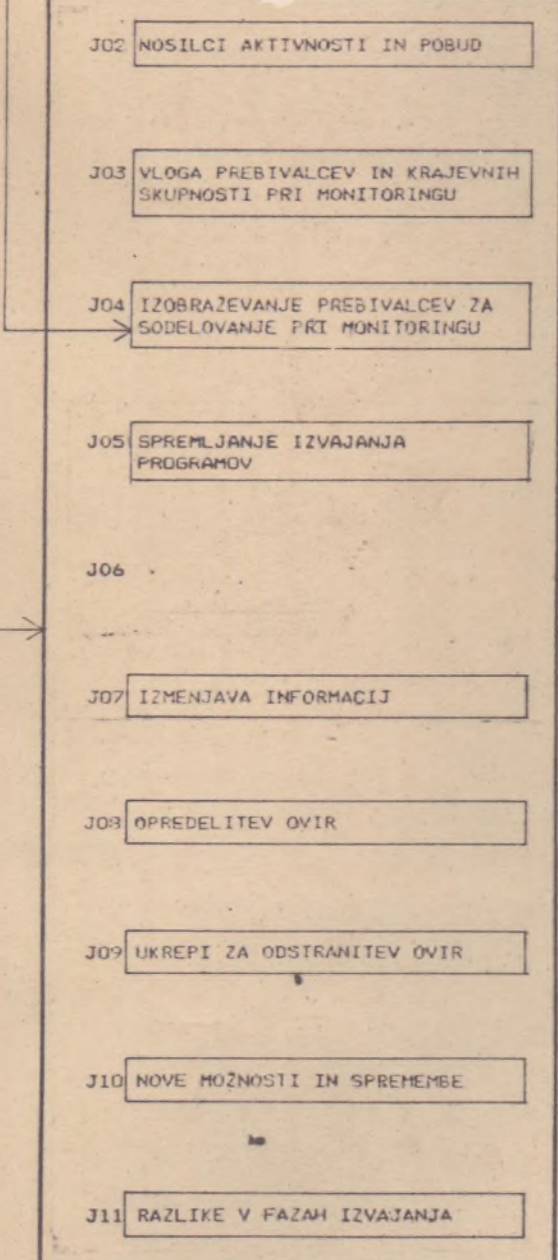 J02 NOSILCI AKTIVNOSTI IN POBUD
J03 VLOGA PREBIVALCEV IN KRAJEVNIH
SKUPNOSTI PRI MONITORINGU
J04 IZOBRAŽEVANJE PREBIVALCEV ZA
SODELOVANJE PRI MONITORINGU
J05 SPREMLJANJE IZVAJANJA
PROGRAMOV
J06
J07 IZMENJAVA INFORMACIJ
J08 OPREDELITEV OVIR
J09 UKREPI ZA ODSTRANITEV OVIR
J10 NOVE MOŽNOSTI IN SPREMEMBE
J11 RAZLIKE V FAZAH IZVAJANJA